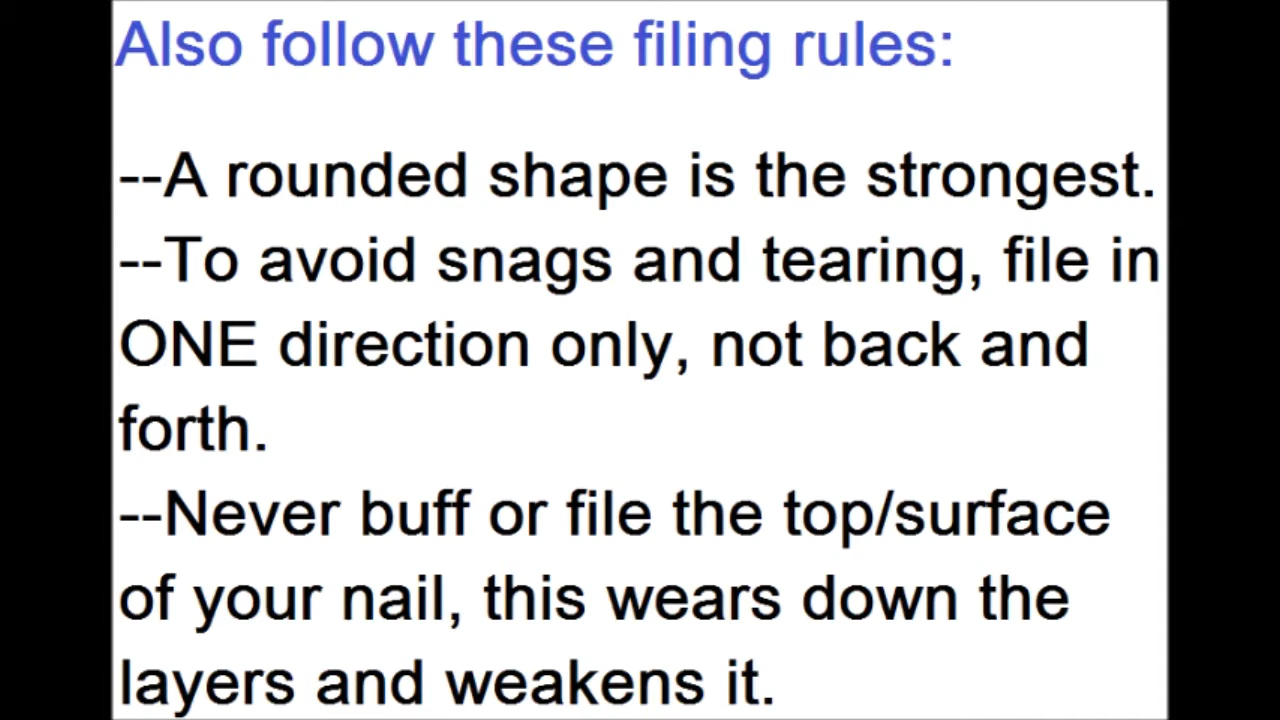 Also follow these filing rules:
--A rounded shape is the strongest.
--To avoid snags and tearing, file in
ONE direction only, not back and
forth.
--Never buff or file the top/surface
of your nail, this wears down the
layers and weakens it.